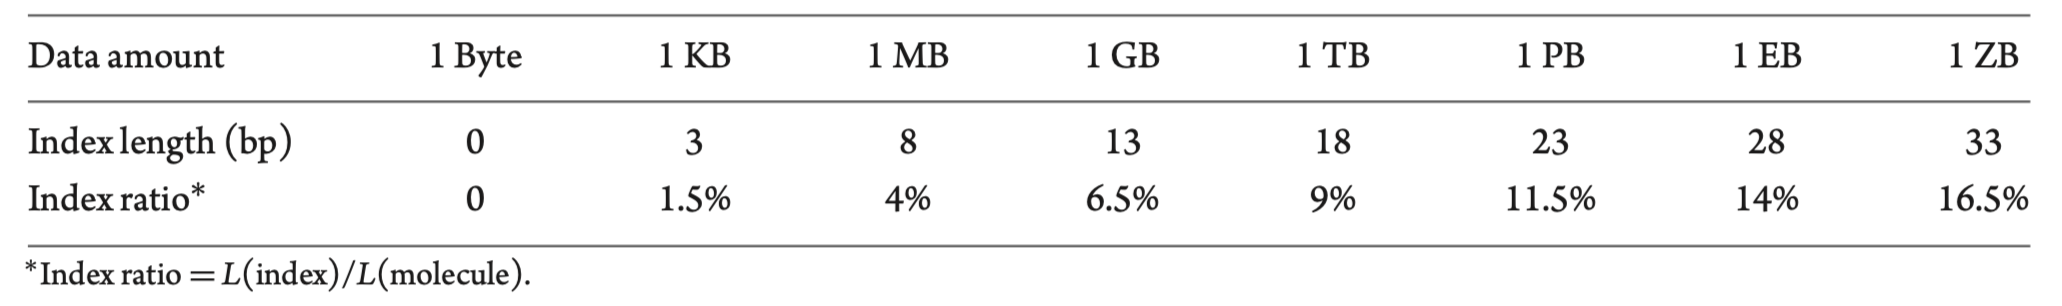 Data amount 1 Byte 1 KB 1 MB 1 GB 1 TB 1 PB 1 EB 1 ZB
Index length (bp) 0 3 8 13 18 23 28 33
Index ratio* 0 1.5% 4% 6.5% 9% 11.5% 14% 16.5%
*Index ratio = L(index)/L(molecule).